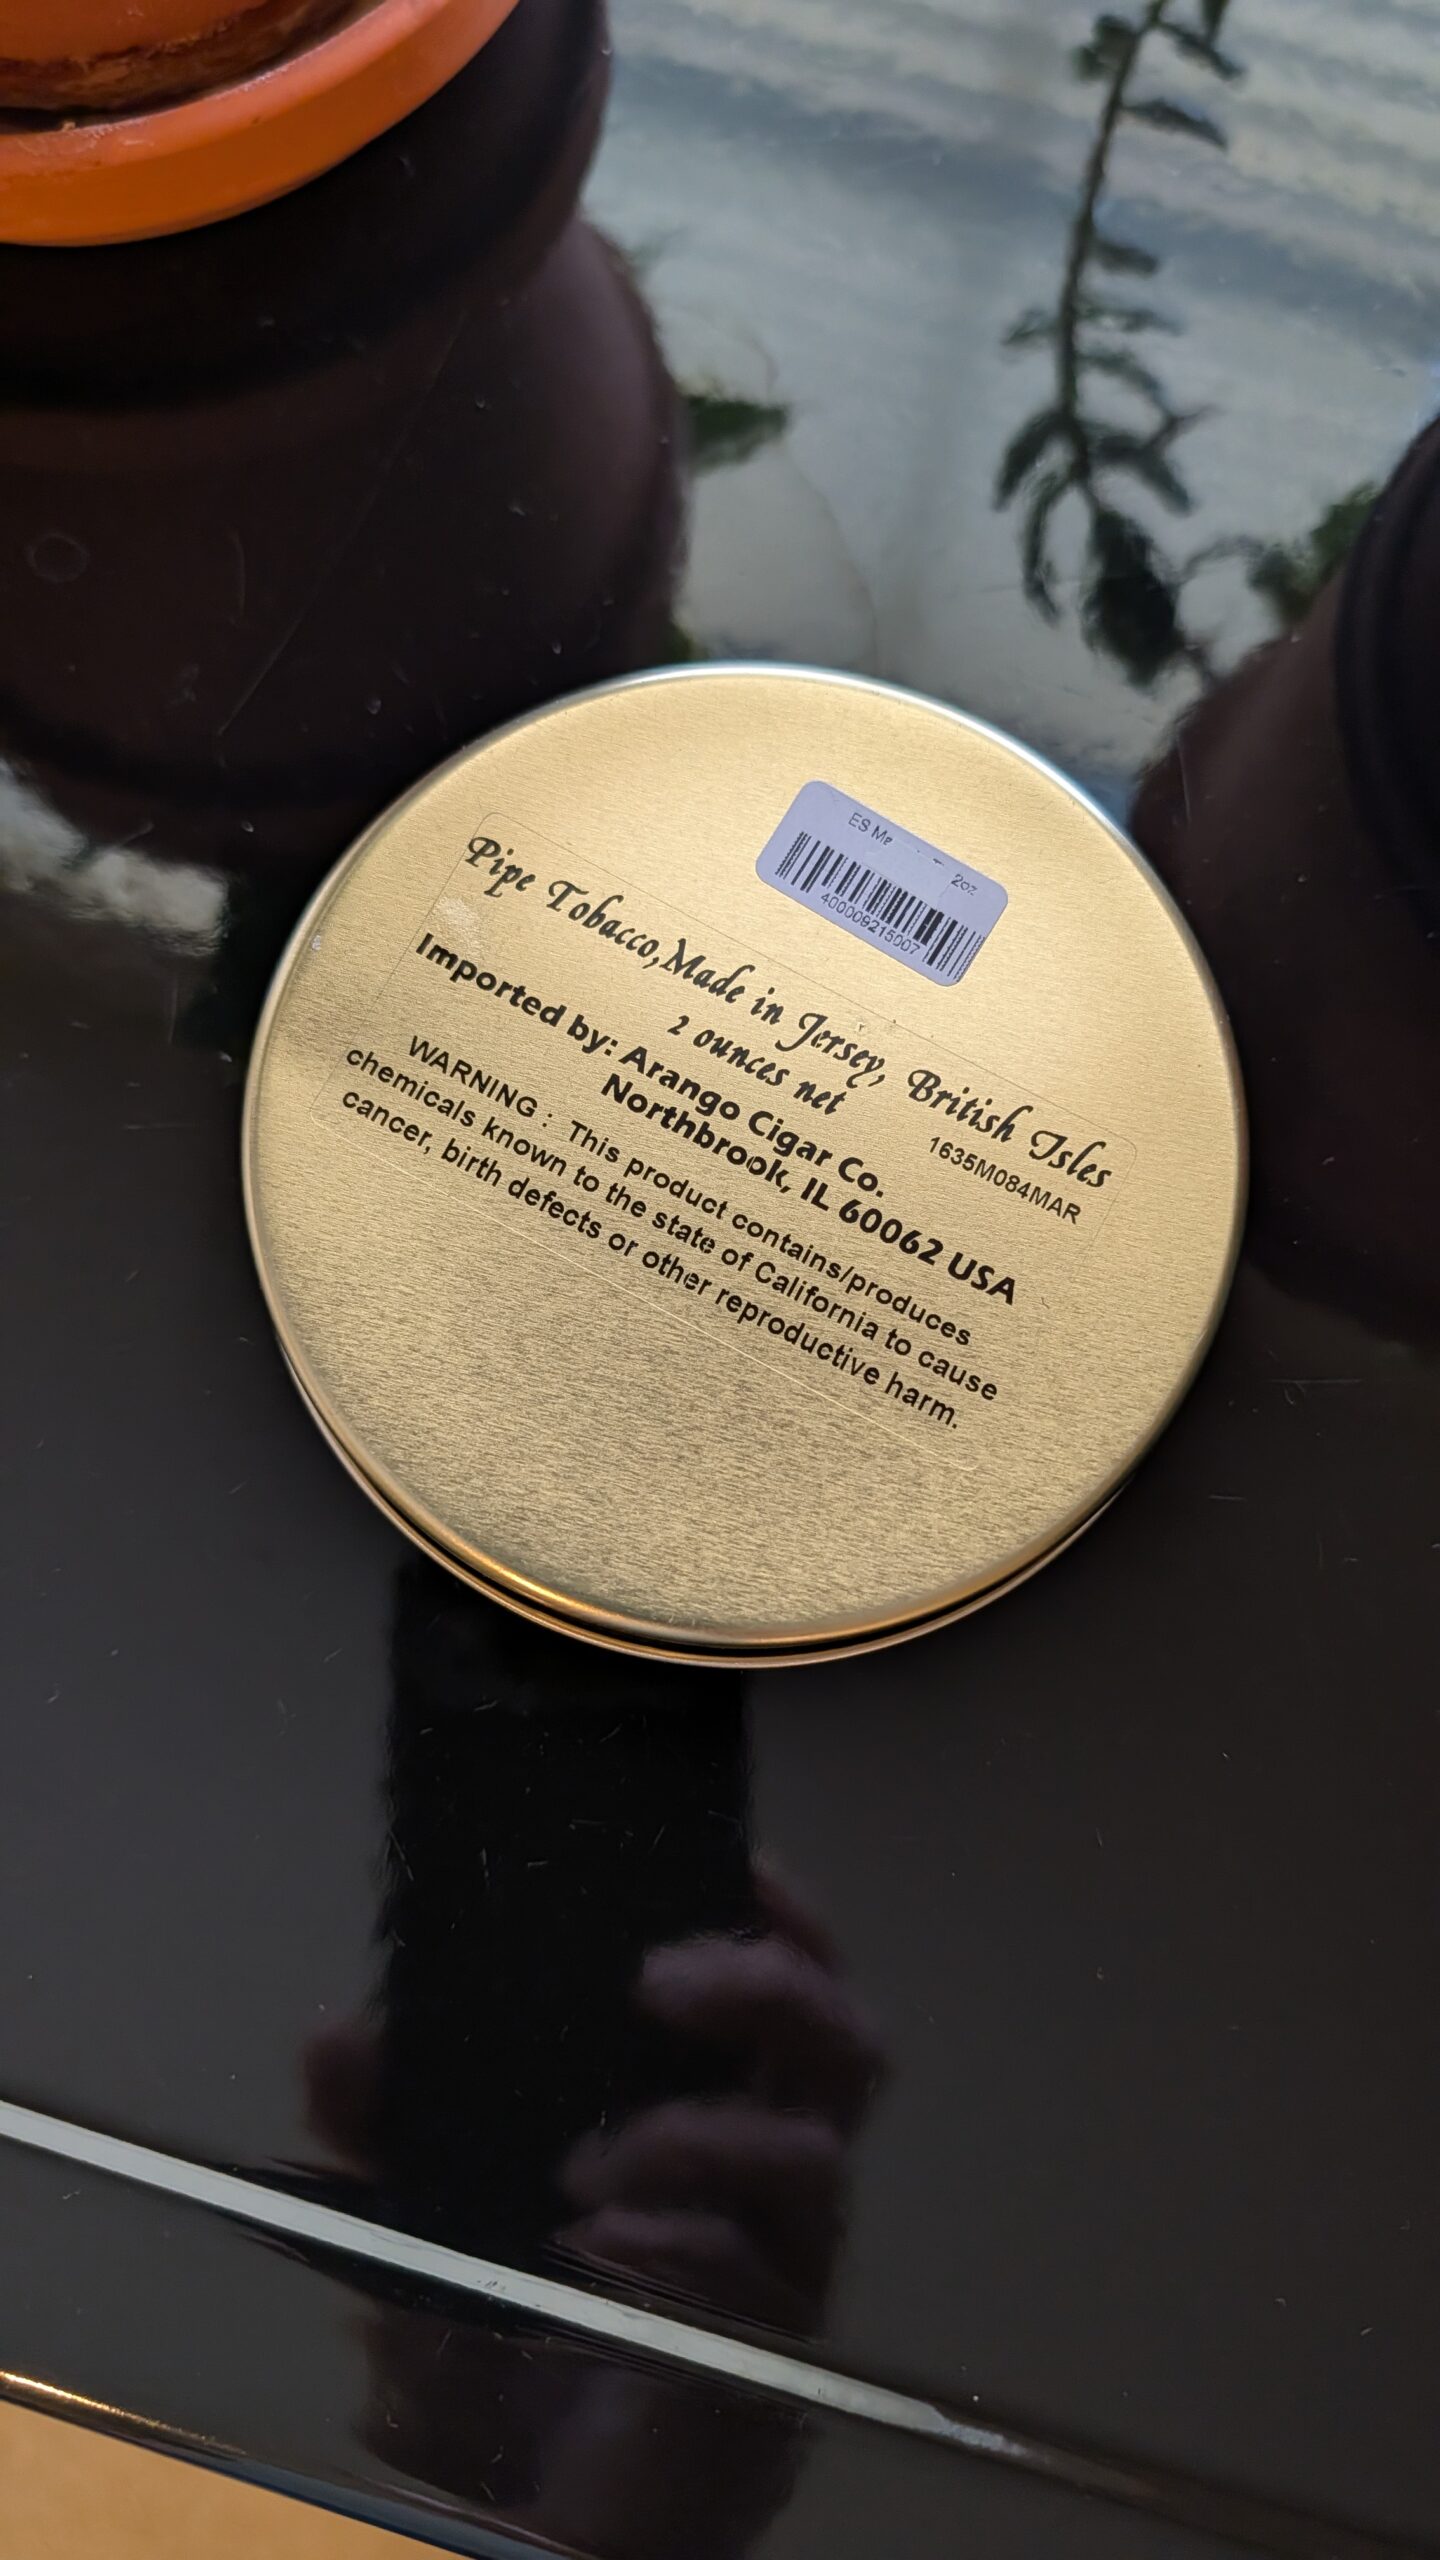 ES Ma
2oz
400009215007
Pipe Tobacco, Made in Jersey, British Isles
2 ounces net
1635M084MAR
Imported by: Arango Cigar Co.
Northbrook, IL 60062 USA
WARNING : This product contains/produces
chemicals known to the state of California to cause
cancer, birth defects or other reproductive harm.